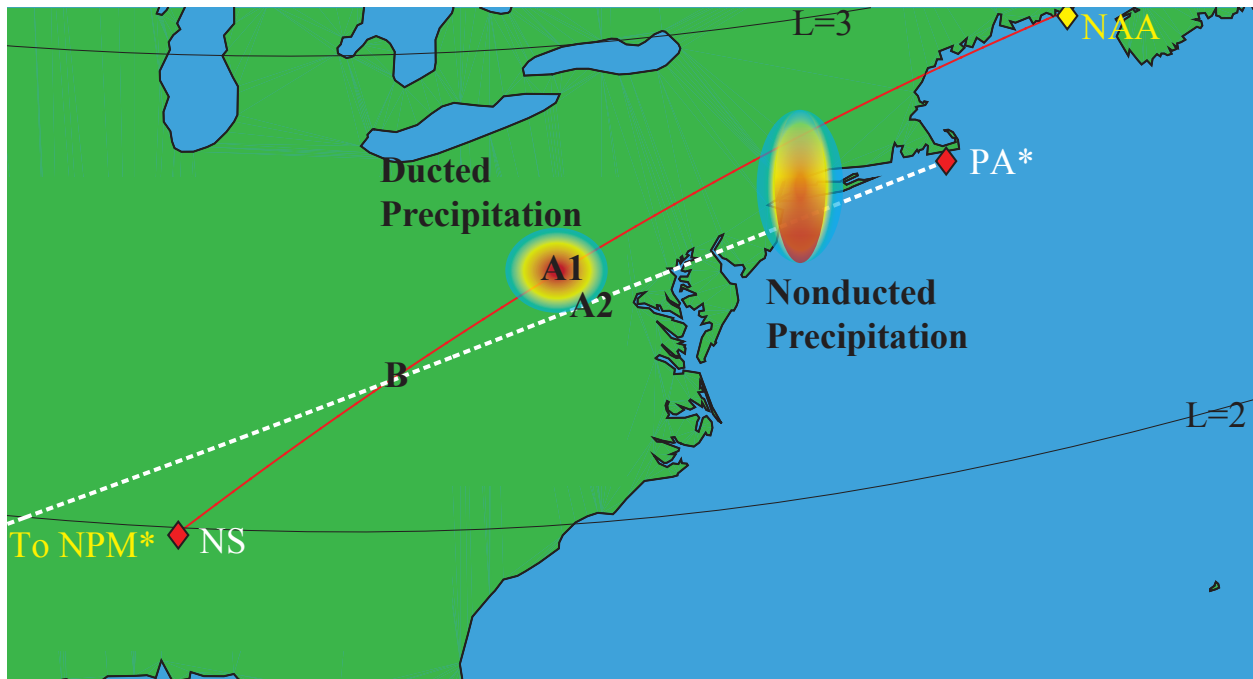 L=3
NAA
PA*
Ducted
Precipitation
A1
A2
Nonducted
Precipitation
B
L=2
To NPM*
NS